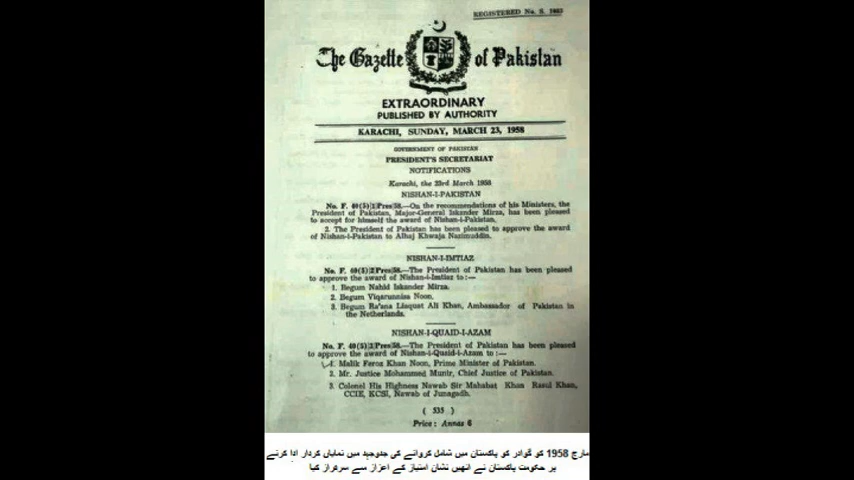 REGISTERED No. S. 1033
The Gazette of Pakistan
EXTRAORDINARY
PUBLISHED BY AUTHORITY
KARACHI, SUNDAY, MARCH 23, 1958
GOVERNMENT OF PAKISTAN
PRESIDENT'S SECRETARIAT
NOTIFICATIONS
Karachi, the 23rd March 1958
NISHAN-I-PAKISTAN
No. F. 40(5)(1)Pres|58.—On the recommendations of his Ministers, the
President of Pakistan, Major-General Iskander Mirza, has been pleased
to accept for himself the award of Nishan-i-Pakistan.
2. The President of Pakistan has been pleased to approve the award
of Nishan-i-Pakistan to Alhaj Khwaja Nazimuddin.
NISHAN-I-IMTIAZ
No. F. 40(5)(2)Pres|58.—The President of Pakistan has been pleased
to approve the award of Nishan-i-Imtiaz to :—
1. Begum Nahid Iskander Mirza.
2. Begum Viqarunnisa Noon.
3. Begum Ra'ana Liaquat Ali Khan, Ambassador of Pakistan in
the Netherlands.
NISHAN-I-QUAID-I-AZAM
No. F. 40(5)(2)Pres|58.—The President of Pakistan has been pleased
to approve the award of Nishan-i-Quaid-i-Azam to :—
1. Malik Feroz Khan Noon, Prime Minister of Pakistan.
2. Mr. Justice Mohammed Munir, Chief Justice of Pakistan.
3. Colonel His Highness Nawab Sir Mahabat Khan Rasul Khan,
CCIE, KCSI, Nawab of Junagadh.
( 535 )
Price : Annas 6
مارچ 1958 کو گوادر کو پاکستان میں شامل کروانے کی جدوجہد میں نمایاں کردار ادا کرنے
پر حکومت پاکستان نے انھیں نشان امتیاز کے اعزاز سے سرفراز کیا